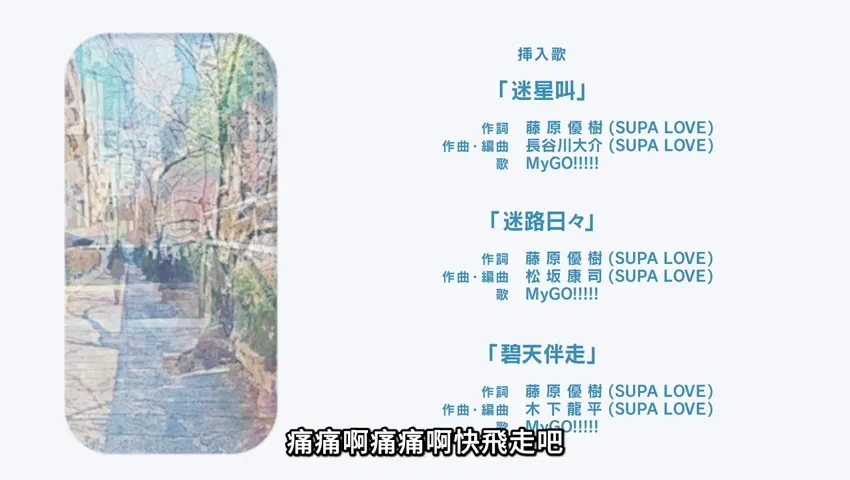 挿入歌
「迷星叫」
作詞 藤原優樹 (SUPA LOVE)
作曲・編曲 長谷川大介 (SUPA LOVE)
歌 MyGO!!!!!
「迷路日々」
作詞 藤原優樹 (SUPA LOVE)
作曲・編曲 松坂康司 (SUPA LOVE)
歌 MyGO!!!!!
「碧天伴走」
作詞 藤原優樹 (SUPA LOVE)
作曲・編曲 木下龍平 (SUPA LOVE)
歌 MyGO!!!!!
痛痛啊痛痛啊快飛走吧